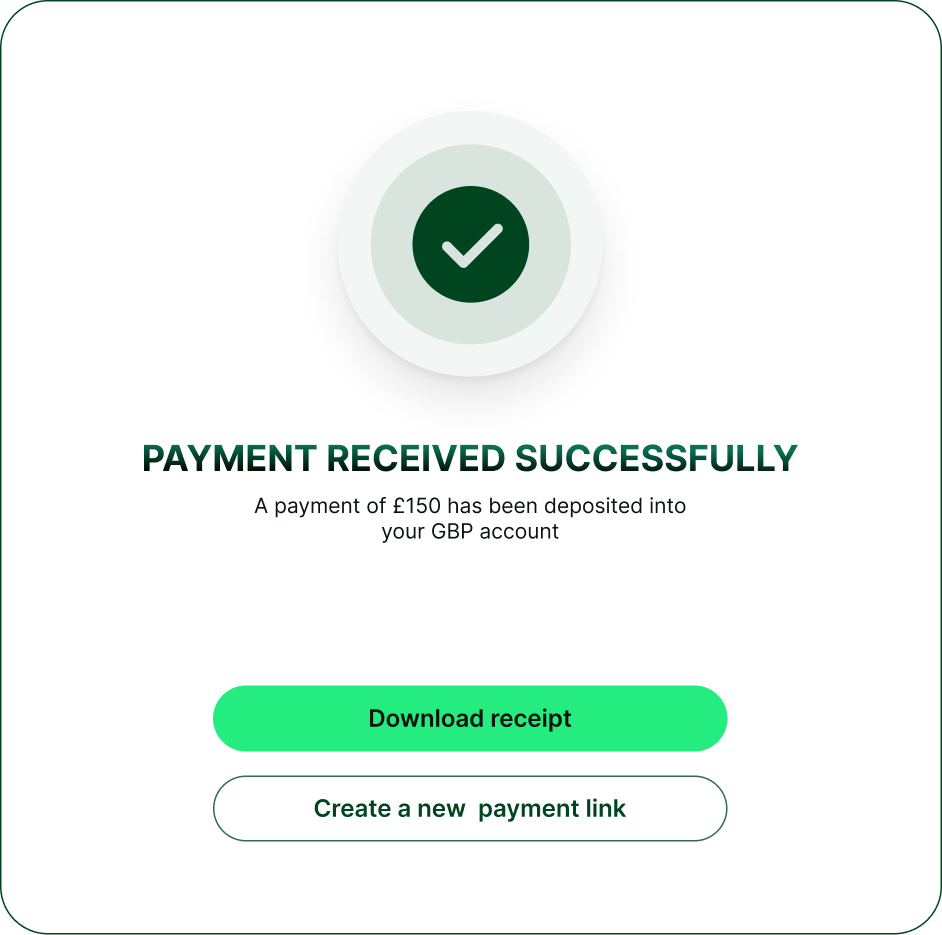 PAYMENT RECEIVED SUCCESSFULLY
A payment of £150 has been deposited into
your GBP account
Download receipt
Create a new  payment link